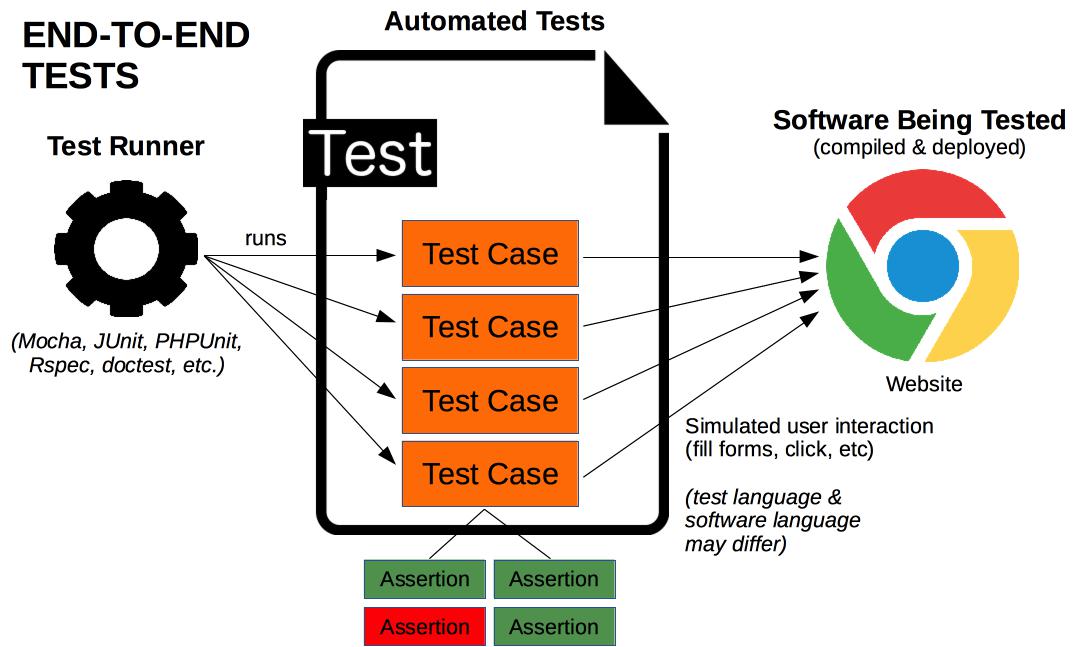 END-TO-END
TESTS
Automated Tests
Test Runner
Test
Software Being Tested
(compiled & deployed)
runs
Test Case
Test Case
Test Case
Test Case
(Mocha, JUnit, PHPUnit,
Rspec, doctest, etc.)
Website
Simulated user interaction
(fill forms, click, etc)
(test language &
software language
may differ)
Assertion
Assertion
Assertion
Assertion